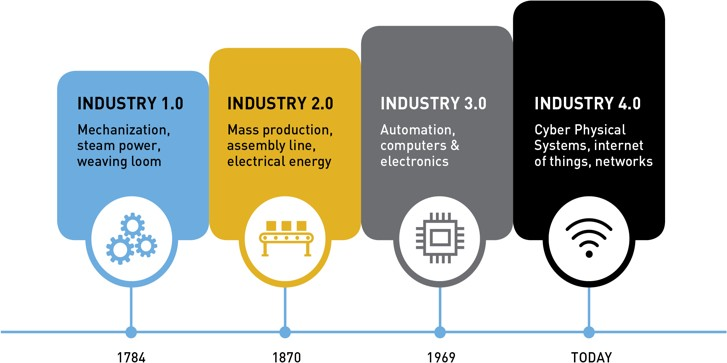 INDUSTRY 1.0
Mechanization,
steam power,
weaving loom
INDUSTRY 2.0
Mass production,
assembly line,
electrical energy
INDUSTRY 3.0
Automation,
computers &
electronics
INDUSTRY 4.0
Cyber Physical
Systems, internet
of things, networks
1784
1870
1969
TODAY